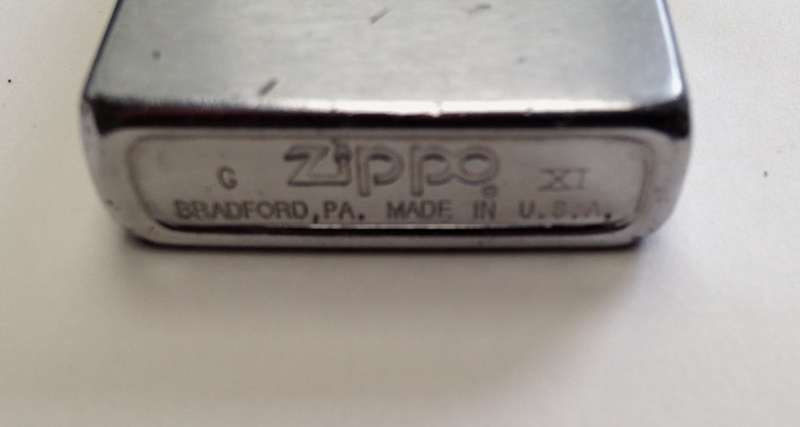 G Zippo® XI
BRADFORD, PA. MADE IN U.S.A.